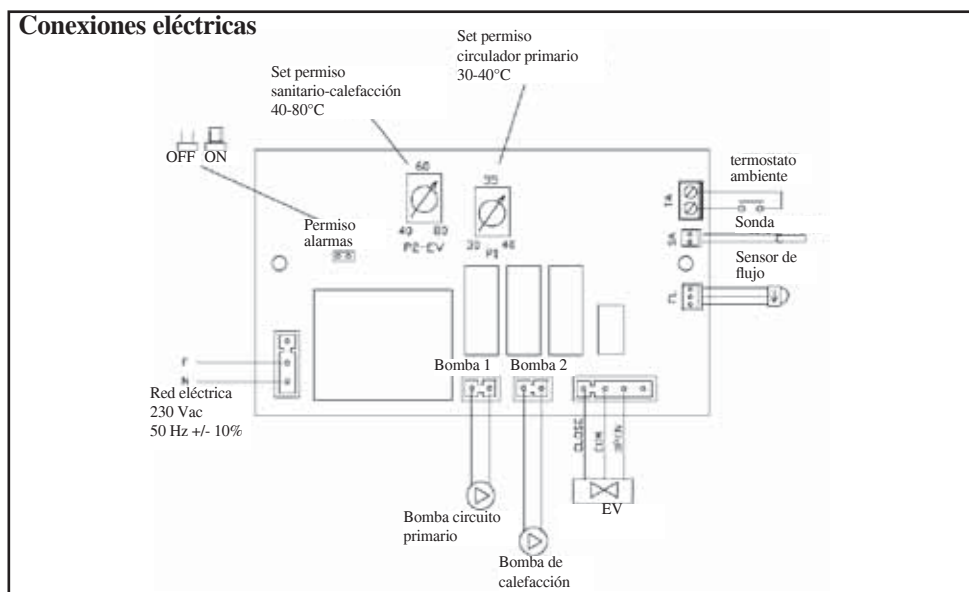 Conexiones eléctricas
Set permiso
circulador primario
30-40°C
Set permiso
sanitario-calefacción
40-80°C
OFF ON
Permiso
alarmas
60
40 80
P2-EV
35
30
P1
termostato
ambiente
TA
Sonda
SA
Sensor de
flujo
FL
Bomba 1 Bomba 2
F
N
Red eléctrica
230 Vac
50 Hz +/- 10%
CLOSE
COM
OPEN
EV
Bomba circuito
primario
Bomba de
calefacción